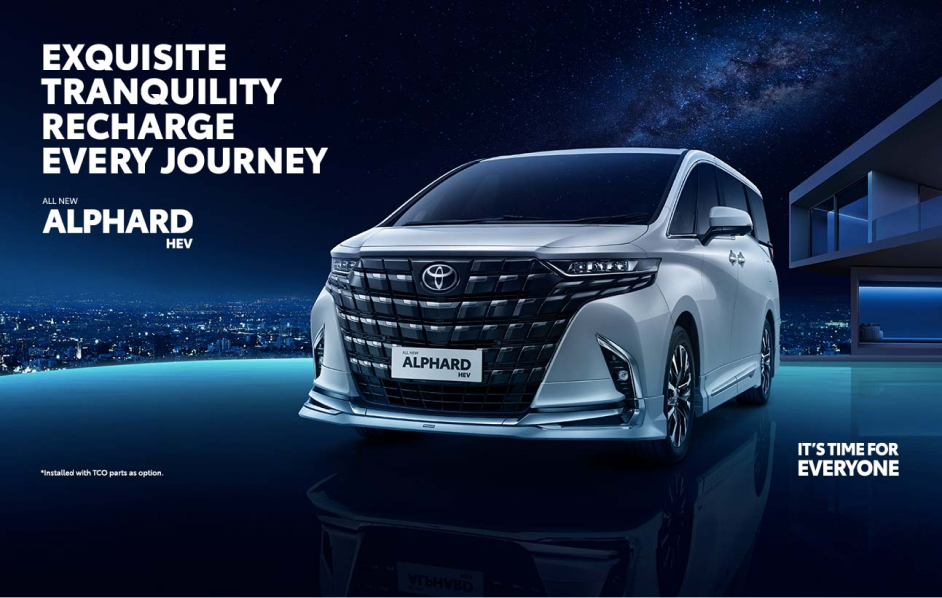 EXQUISITE
TRANQUILITY
RECHARGE
EVERY JOURNEY
ALL NEW
ALPHARD
HEV
ALL NEW
ALPHARD
HEV
*Installed with TCO parts as option.
IT'S TIME FOR
EVERYONE
ALPHARD